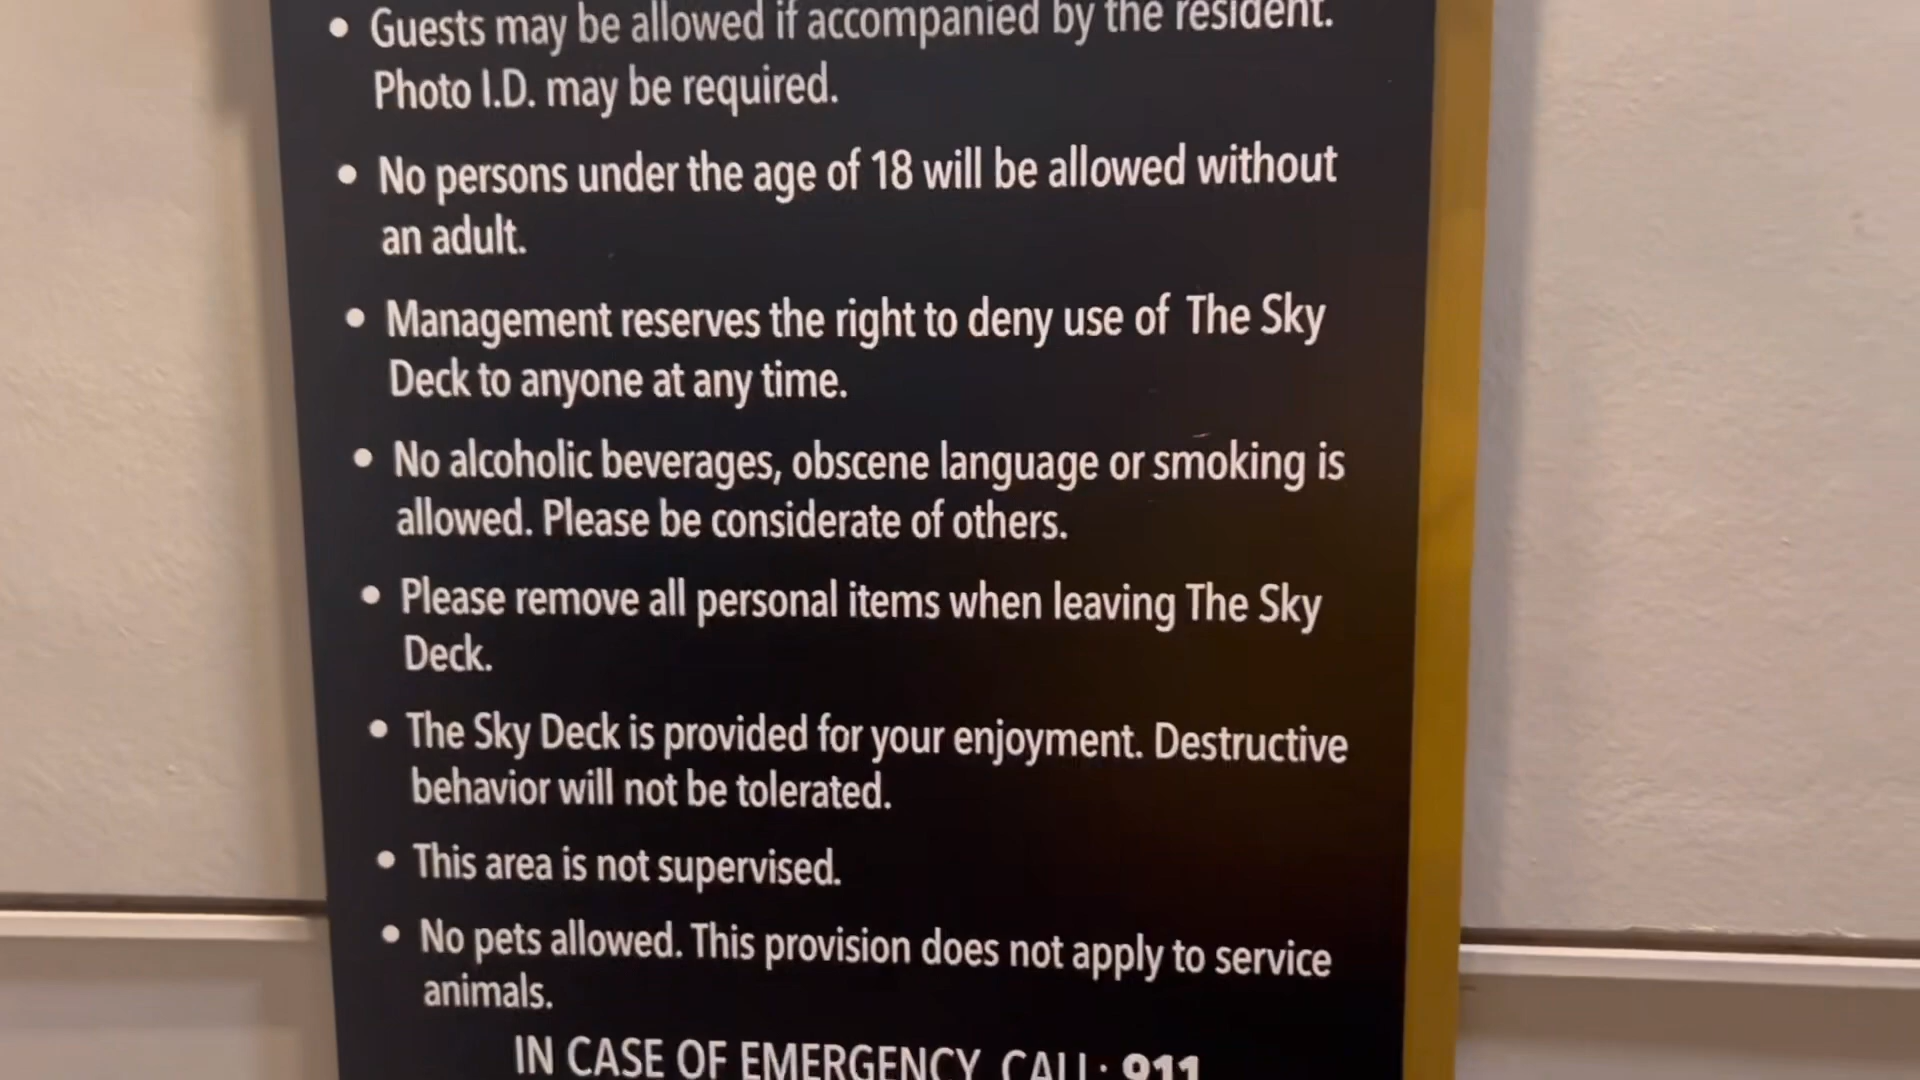 • Guests may be allowed if accompanied by the resident.
Photo I.D. may be required.
• No persons under the age of 18 will be allowed without
an adult.
• Management reserves the right to deny use of The Sky
Deck to anyone at any time.
• No alcoholic beverages, obscene language or smoking is
allowed. Please be considerate of others.
• Please remove all personal items when leaving The Sky
Deck.
• The Sky Deck is provided for your enjoyment. Destructive
behavior will not be tolerated.
• This area is not supervised.
• No pets allowed. This provision does not apply to service
animals.
IN CASE OF EMERGENCY, CALL: 911